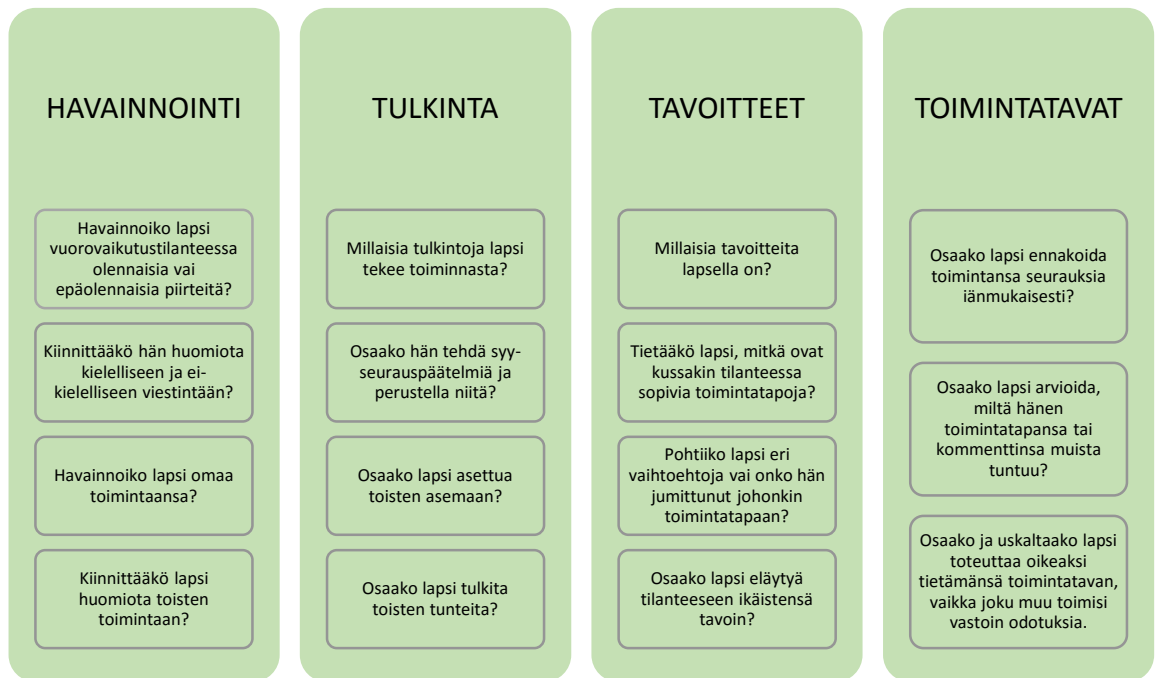 HAVAINNOINTI
Havainnoiko lapsi
vuorovaikutustilanteessa
olennaisia vai
epäolennaisia piirteitä?
Kiinnittääkö hän huomiota
kielelliseen ja ei-
kielelliseen viestintään?
Havainnoiko lapsi omaa
toimintaansa?
Kiinnittääkö lapsi
huomiota toisten
toimintaan?
TULKINTA
Millaisia tulkintoja lapsi
tekee toiminnasta?
Osaako hän tehdä syy-
seurauspäätelmiä ja
perustella niitä?
Osaako lapsi asettua
toisten asemaan?
Osaako lapsi tulkita
toisten tunteita?
TAVOITTEET
Millaisia tavoitteita
lapsella on?
Tietääkö lapsi, mitkä ovat
kussakin tilanteessa
sopivia toimintatapoja?
Pohtiiko lapsi eri
vaihtoehtoja vai onko hän
jumittunut johonkin
toimintatapaan?
Osaako lapsi eläytyä
tilanteeseen ikäistensä
tavoin?
TOIMINTATAVAT
Osaako lapsi ennakoida
toimintansa seurauksia
iänmukaisesti?
Osaako lapsi arvioida,
miltä hänen
toimintatapansa tai
kommenttinsa muista
tuntuu?
Osaako ja uskaltaako lapsi
toteuttaa oikeaksi
tietämänsä toimintatavan,
vaikka joku muu toimisi
vastoin odotuksia.